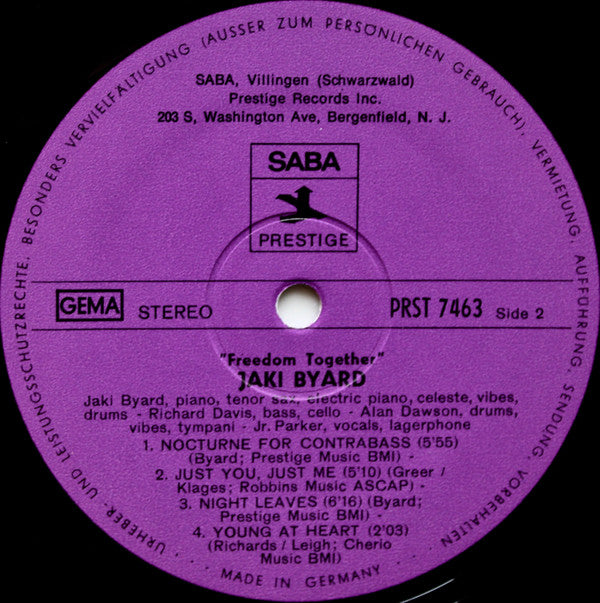 URHEBER- UND LEISTUNGSSCHUTZRECHTE, BESONDERS VERVIELFÄLTIGUNG (AUSSER ZUM PERSÖNLICHEN GEBRAUCH), VERMIETUNG, AUFFÜHRUNG, SENDUNG, VORBEHALTEN
SABA, Villingen (Schwarzwald)
Prestige Records Inc.
203 S, Washington Ave, Bergenfield, N. J.
SABA
PRESTIGE
GEMA STEREO PRST 7463 Side 2
"Freedom Together"
JAKI BYARD
Jaki Byard, piano, tenor sax, electric piano, celeste, vibes,
drums - Richard Davis, bass, cello - Alan Dawson, drums,
vibes, tympani - Jr. Parker, vocals, lagerphone
1. NOCTURNE FOR CONTRABASS (5'55)
(Byard; Prestige Music BMI) -
2. JUST YOU, JUST ME (5'10) (Greer /
Klages; Robbins Music ASCAP) -
3. NIGHT LEAVES (6'16) (Byard;
Prestige Music BMI) -
4. YOUNG AT HEART (2'03)
(Richards / Leigh; Cherio
Music BMI)
MADE IN GERMANY